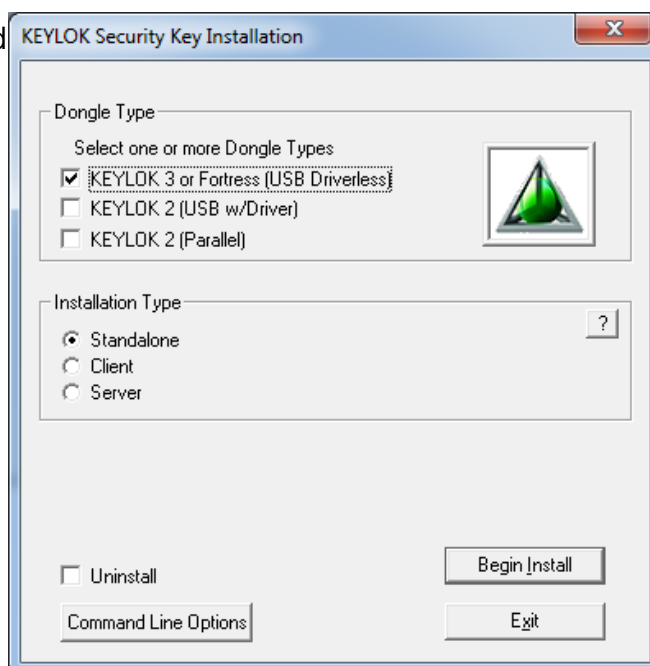 KEYLOK Security Key Installation
Dongle Type
Select one or more Dongle Types
KEYLOK 3 or Fortress (USB Driverless)
KEYLOK 2 (USB w/Driver)
KEYLOK 2 (Parallel)
Installation Type
?
Standalone
Client
Server
Uninstall
Begin Install
Command Line Options
Exit